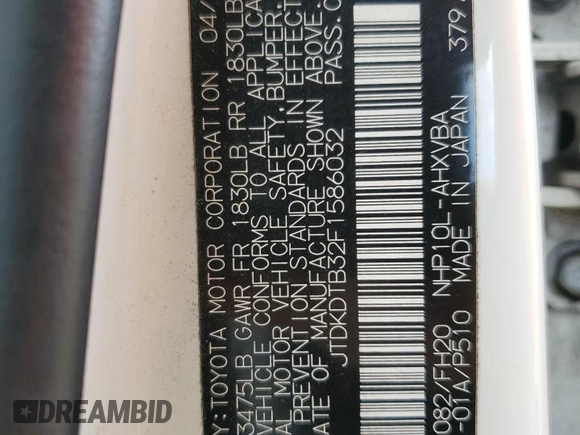 Y:TOYOTA MOTOR CORPORATION 04/
3475LB GAWR FR 1830LB RR 1830LB
VEHICLE CONFORMS TO ALL APPLICA
AL MOTOR VEHICLE SAFETY, BUMPER,
PREVENTION STANDARDS IN EFFECT
ATE OF MANUFACTURE SHOWN ABOVE.
JTDKDTB32F1586032 PASS.C
082/FH20 NHP10L-AHXVBA
-01A/P510 MADE IN JAPAN 379.
AUTOBIDMASTER